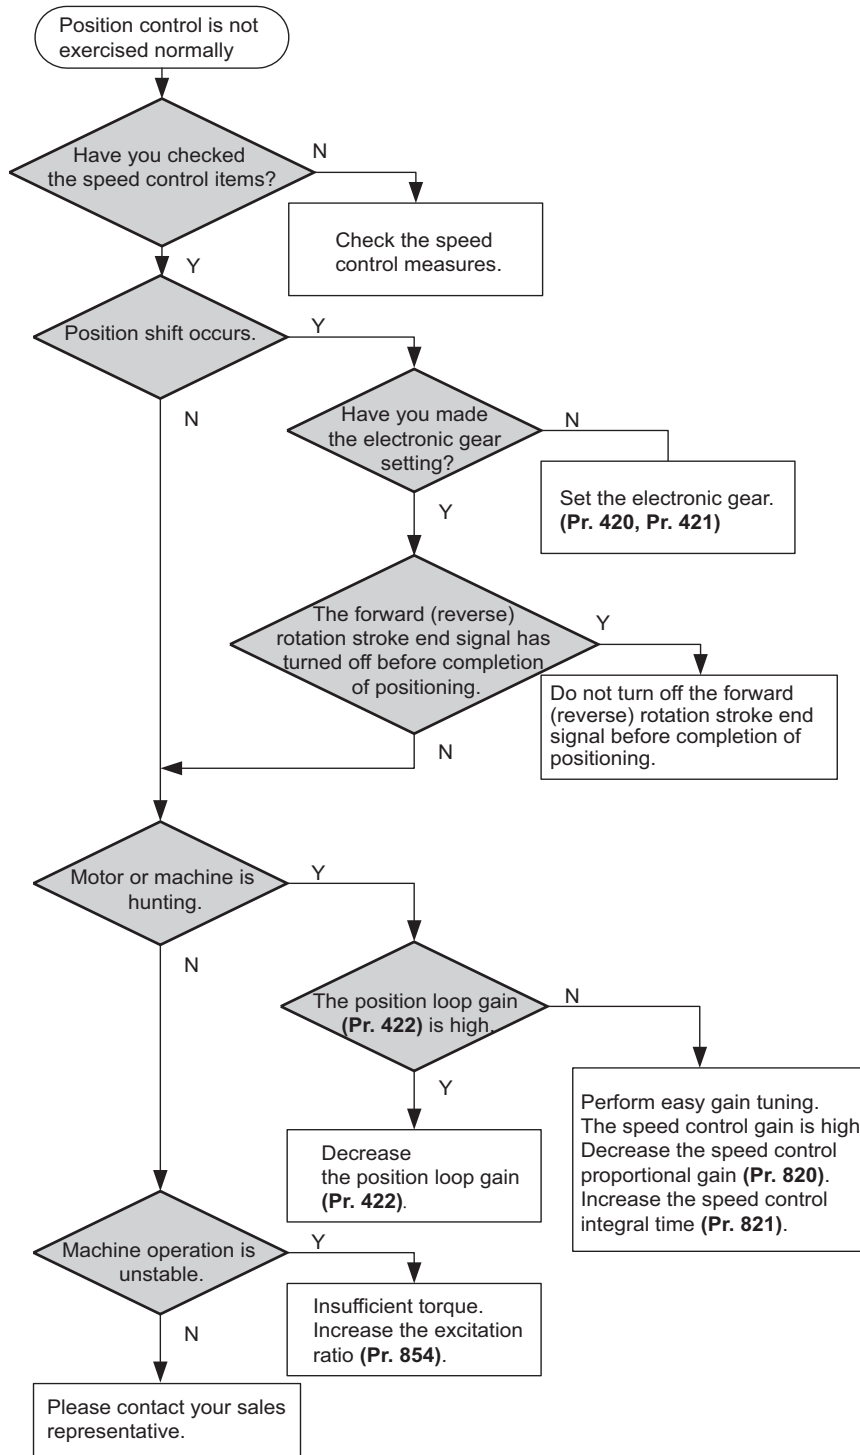 Position control is not
exercised normally
Have you checked
the speed control items?
N
Check the speed
control measures.
Y
Position shift occurs.
Y
N
Have you made
the electronic gear
setting?
N
Set the electronic gear.
(Pr. 420, Pr. 421)
Y
The forward (reverse)
rotation stroke end signal has
turned off before completion
of positioning.
Y
Do not turn off the forward
(reverse) rotation stroke end
signal before completion of
positioning.
N
Motor or machine is
hunting.
Y
N
The position loop gain
(Pr. 422) is high.
N
Y
Perform easy gain tuning.
The speed control gain is high
Decrease the speed control
proportional gain (Pr. 820).
Increase the speed control
integral time (Pr. 821).
Decrease
the position loop gain
(Pr. 422).
Machine operation is
unstable.
Y
Insufficient torque.
Increase the excitation
ratio (Pr. 854).
N
Please contact your sales
representative.